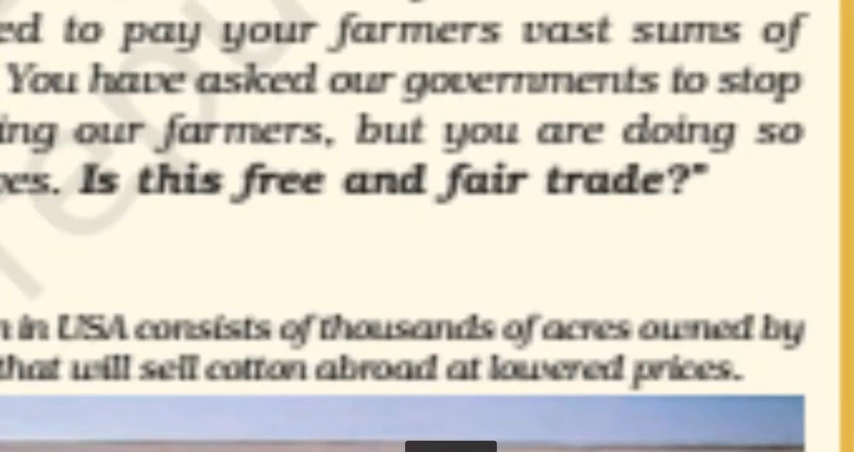 ed to pay your farmers vast sums of
You have asked our governments to stop
ing our farmers, but you are doing so
es. Is this free and fair trade?"
in USA consists of thousands of acres owned by
that will sell cotton abroad at lowered prices.